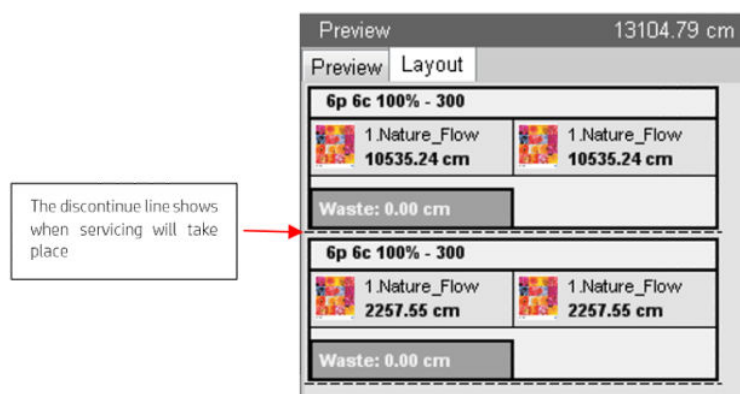 Preview 13104.79 cm
Preview Layout
6p 6c 100% - 300
1.Nature_Flow 1.Nature_Flow
10535.24 cm 10535.24 cm
Waste: 0.00 cm
The discontinue line shows
when servicing will take
place
6p 6c 100% - 300
1.Nature_Flow 1.Nature_Flow
2257.55 cm 2257.55 cm
Waste: 0.00 cm